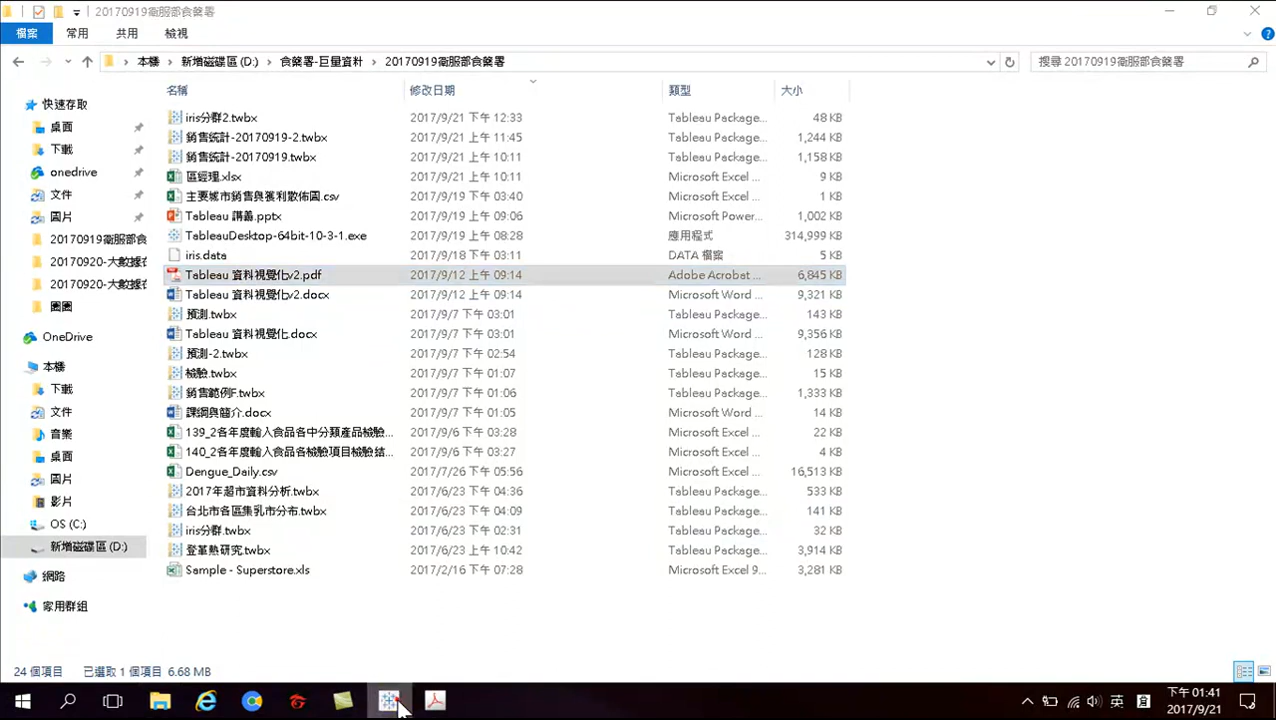 20170919衛服部食藥署
檔案 常用 共用 檢視
本機 新增磁碟區 (D:) 食藥署-巨量資料 20170919衛服部食藥署 搜尋 20170919衛服部食藥署
名稱 修改日期 類型 大小
快速存取
桌面
下載
onedrive
文件
圖片
20170919衛服部食
20170920-大數據在
20170920-大數據在
圈圈
OneDrive
本機
下載
文件
音樂
桌面
圖片
影片
OS (C:)
新增磁碟區 (D:)
網路
家用群組
iris分群2.twbx 2017/9/21 下午 12:33 Tableau Package... 48 KB
銷售統計-20170919-2.twbx 2017/9/21 上午 11:45 Tableau Package... 1,244 KB
銷售統計-20170919.twbx 2017/9/21 上午 10:11 Tableau Package... 1,158 KB
區經理.xlsx 2017/9/21 上午 10:11 Microsoft Excel ... 9 KB
主要城市銷售與獲利散佈圖.csv 2017/9/19 下午 03:40 Microsoft Excel ... 1 KB
Tableau 講義.pptx 2017/9/19 上午 09:06 Microsoft Power... 1,002 KB
TableauDesktop-64bit-10-3-1.exe 2017/9/19 上午 08:28 應用程式 314,999 KB
iris.data 2017/9/18 下午 03:11 DATA 檔案 5 KB
Tableau 資料視覺化v2.pdf 2017/9/12 上午 09:14 Adobe Acrobat ... 6,845 KB
Tableau 資料視覺化v2.docx 2017/9/12 上午 09:14 Microsoft Word ... 9,321 KB
預測.twbx 2017/9/7 下午 03:01 Tableau Package... 143 KB
Tableau 資料視覺化.docx 2017/9/7 下午 03:01 Microsoft Word ... 9,356 KB
預測-2.twbx 2017/9/7 下午 02:54 Tableau Package... 128 KB
檢驗.twbx 2017/9/7 下午 01:07 Tableau Package... 15 KB
銷售範例F.twbx 2017/9/7 下午 01:06 Tableau Package... 1,333 KB
課綱與簡介.docx 2017/9/7 下午 01:05 Microsoft Word ... 14 KB
139_2各年度輸入食品各中分類產品檢驗... 2017/9/6 下午 03:28 Microsoft Excel ... 22 KB
140_2各年度輸入食品各檢驗項目檢驗結... 2017/9/6 下午 03:27 Microsoft Excel ... 4 KB
Dengue_Daily.csv 2017/7/26 下午 05:56 Microsoft Excel ... 16,513 KB
2017年超市資料分析.twbx 2017/6/23 下午 04:36 Tableau Package... 533 KB
台北市各區集乳市分布.twbx 2017/6/23 下午 04:09 Tableau Package... 141 KB
iris分群.twbx 2017/6/23 下午 02:31 Tableau Package... 32 KB
登革熱研究.twbx 2017/6/23 上午 10:42 Tableau Package... 3,914 KB
Sample - Superstore.xls 2017/2/16 下午 07:28 Microsoft Excel 9... 3,281 KB
24 個項目 已選取 1 個項目 6.68 MB
英 下午 01:41
2017/9/21